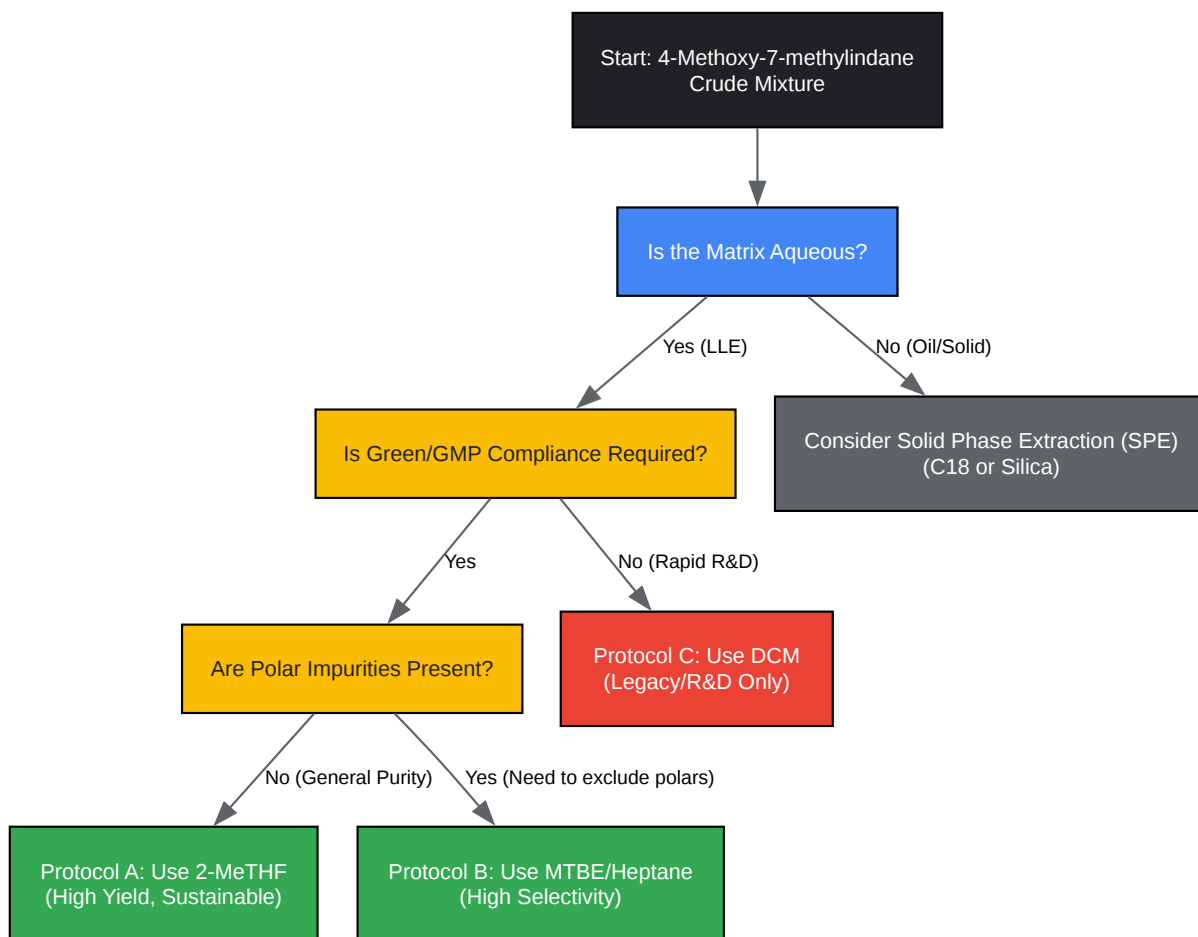 Start: 4-Methoxy-7-methylindane
Crude Mixture
Is the Matrix Aqueous?
Yes (LLE)
No (Oil/Solid)
Is Green/GMP Compliance Required?
Consider Solid Phase Extraction (SPE)
(C18 or Silica)
Yes
No (Rapid R&D)
Are Polar Impurities Present?
Protocol C: Use DCM
(Legacy/R&D Only)
No (General Purity)
Yes (Need to exclude polars)
Protocol A: Use 2-MeTHF
(High Yield, Sustainable)
Protocol B: Use MTBE/Heptane
(High Selectivity)